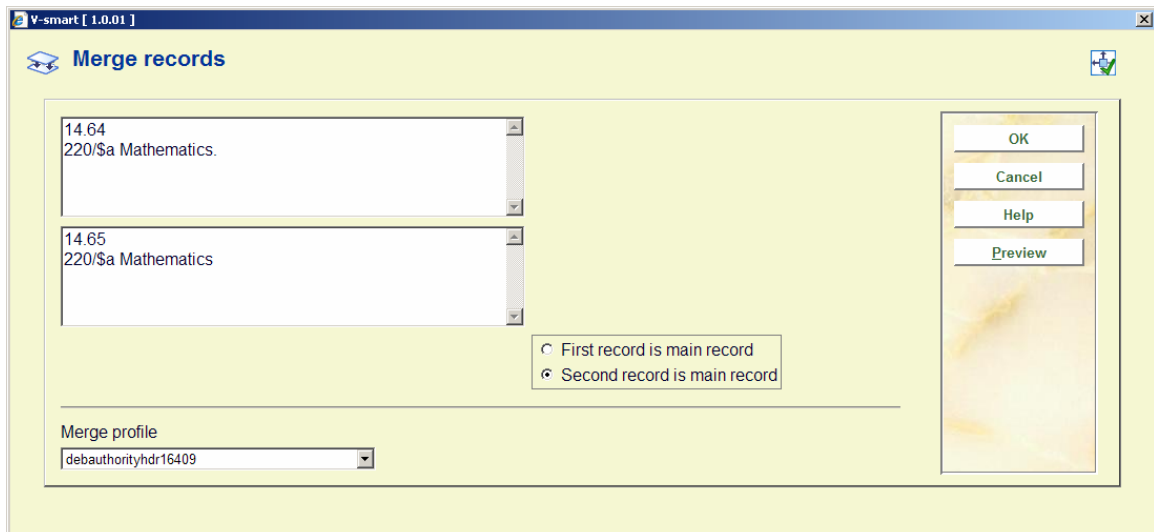 V-smart [ 1.0.01 ]
Merge records
14.64
220/$a Mathematics.
14.65
220/$a Mathematics
First record is main record
Second record is main record
Merge profile
debauthorityhdr16409
OK
Cancel
Help
Preview